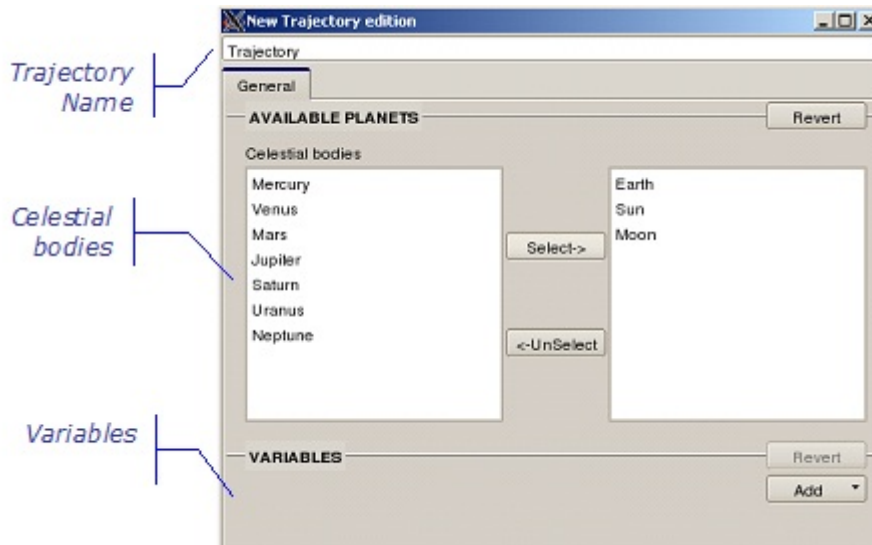 New Trajectory edition
Trajectory
Trajectory
Name
General
AVAILABLE PLANETS
Revert
Celestial bodies
Celestial
bodies
Mercury
Venus
Mars
Jupiter
Saturn
Uranus
Neptune
Select->
<-UnSelect
Earth
Sun
Moon
Variables
VARIABLES
Revert
Add